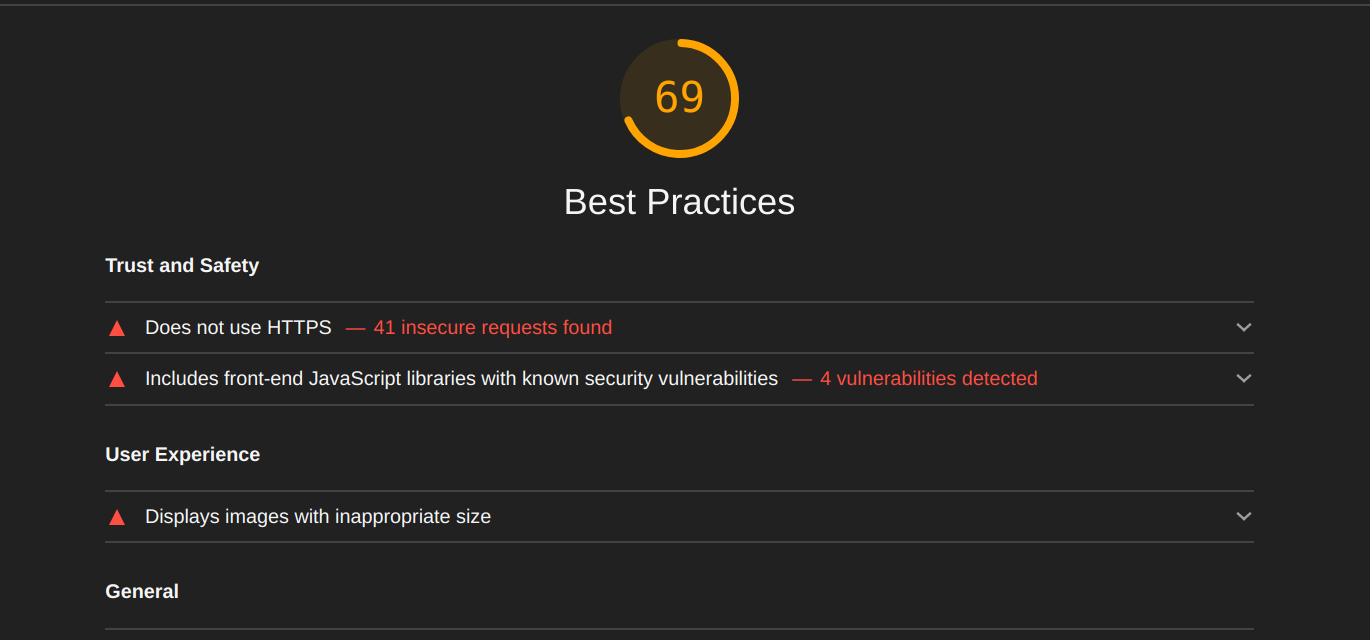 69
Best Practices
Trust and Safety
Does not use HTTPS — 41 insecure requests found
Includes front-end JavaScript libraries with known security vulnerabilities — 4 vulnerabilities detected
User Experience
Displays images with inappropriate size
General